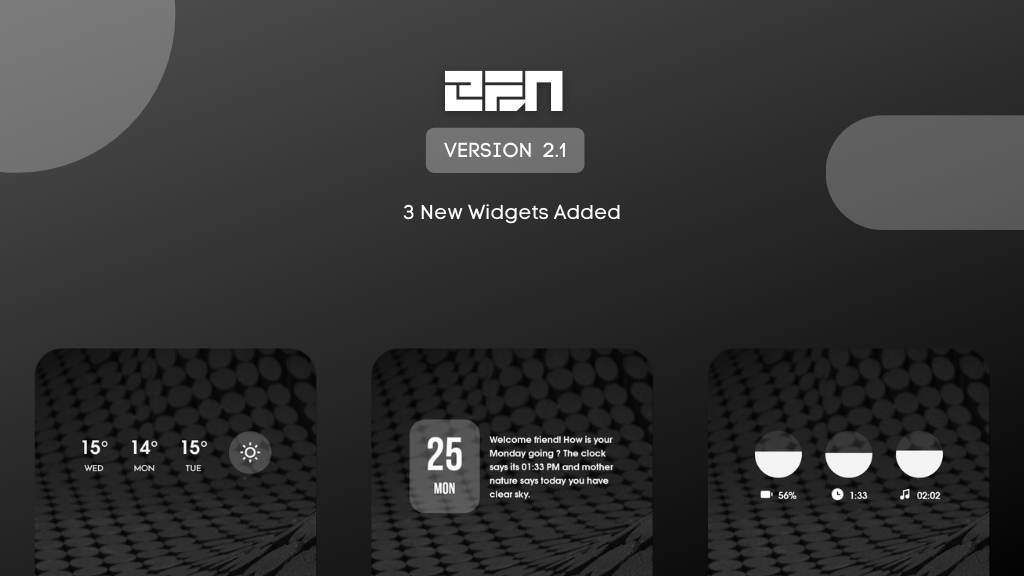 VERSION 2.1
3 New Widgets Added
15° 14° 15°
WED MON TUE
25
MON
Welcome friend! How is your
Monday going ? The clock
says its 01:33 PM and mother
nature says today you have
clear sky.
56% 1:33 02:02